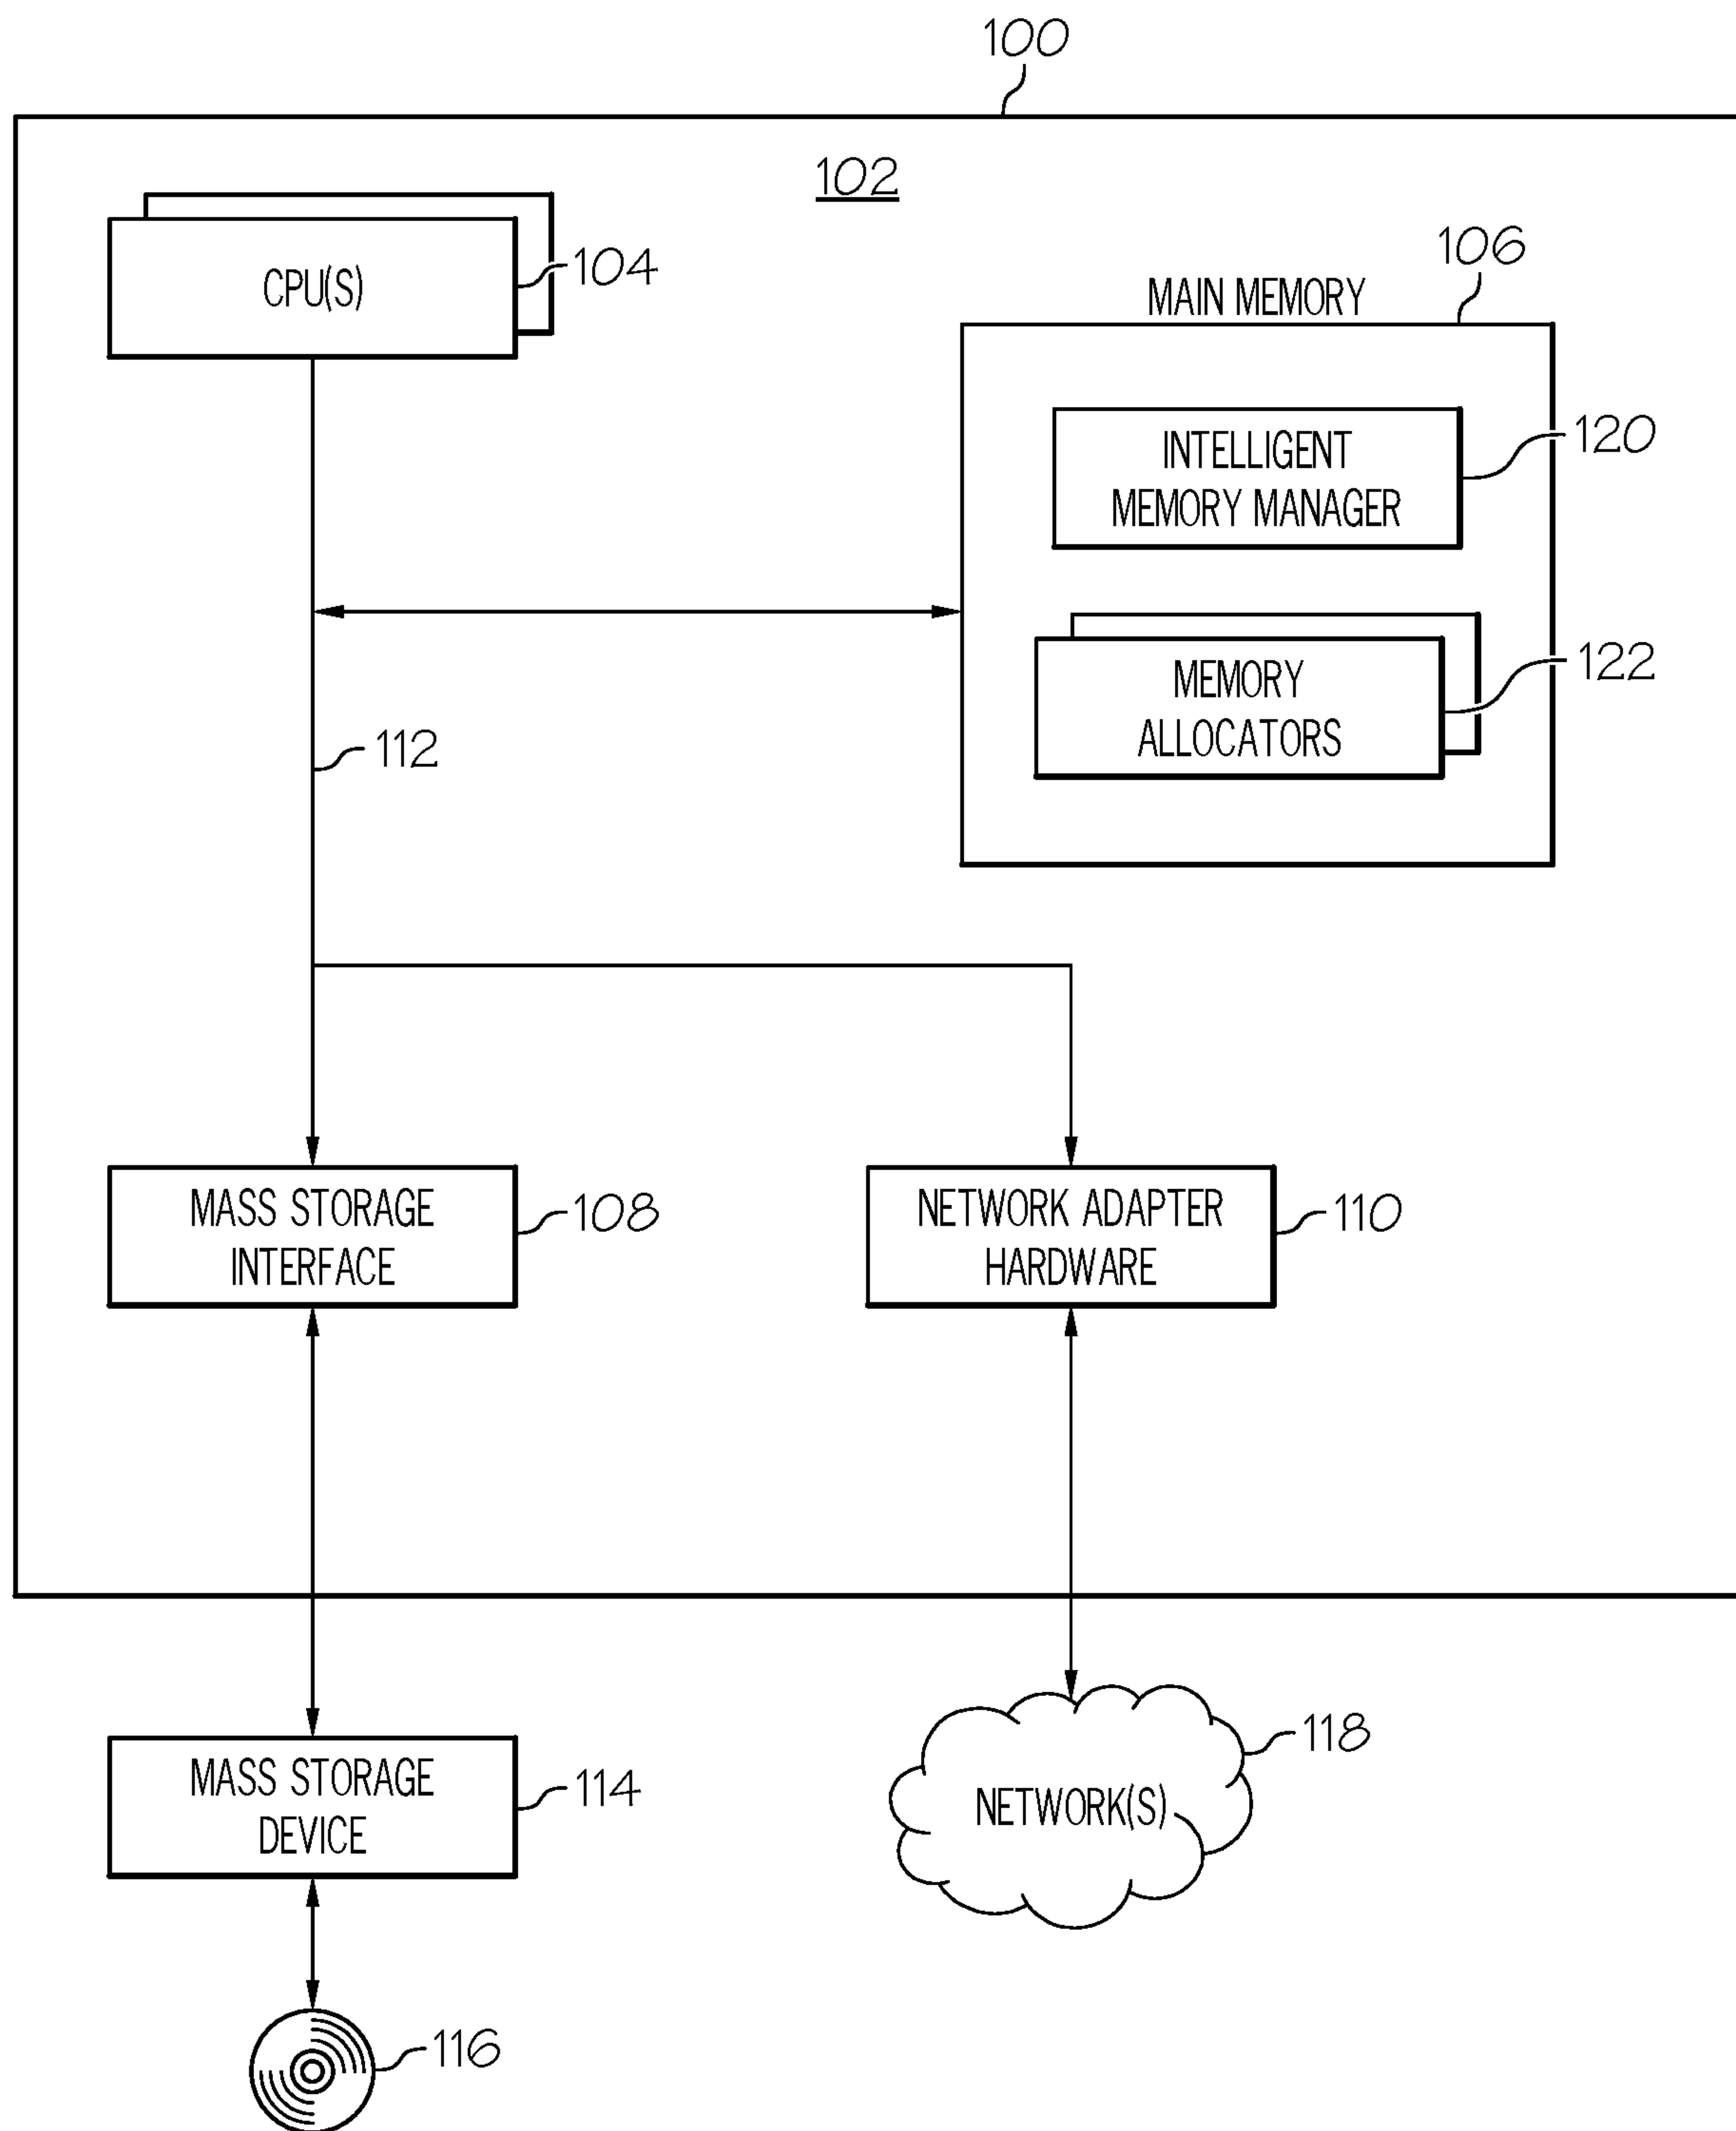 100
102
CPU(S)
104
106
MAIN MEMORY
INTELLIGENT
MEMORY MANAGER
120
MEMORY
ALLOCATORS
122
112
MASS STORAGE
INTERFACE
108
NETWORK ADAPTER
HARDWARE
110
MASS STORAGE
DEVICE
114
NETWORK(S)
118
116